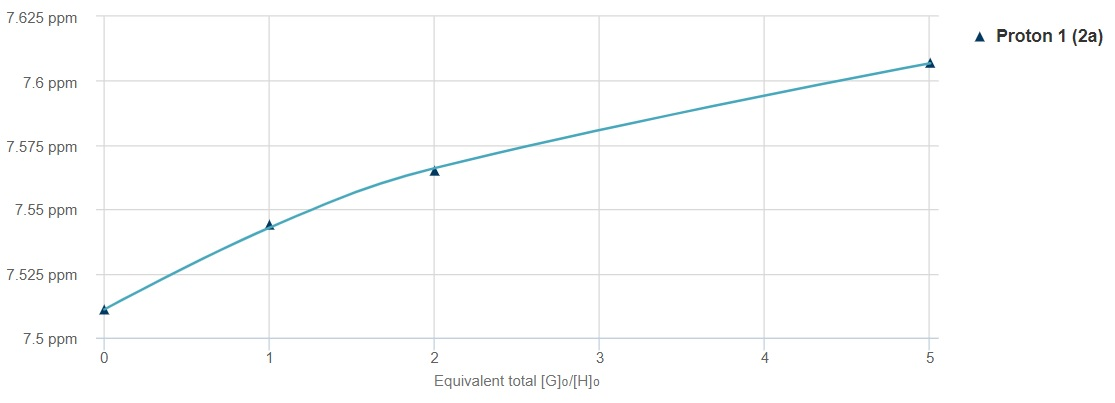 7.625 ppm
Proton 1 (2a)
7.6 ppm
7.575 ppm
7.55 ppm
7.525 ppm
7.5 ppm
0 1 2 3 4 5
Equivalent total [G]₀/[H]₀